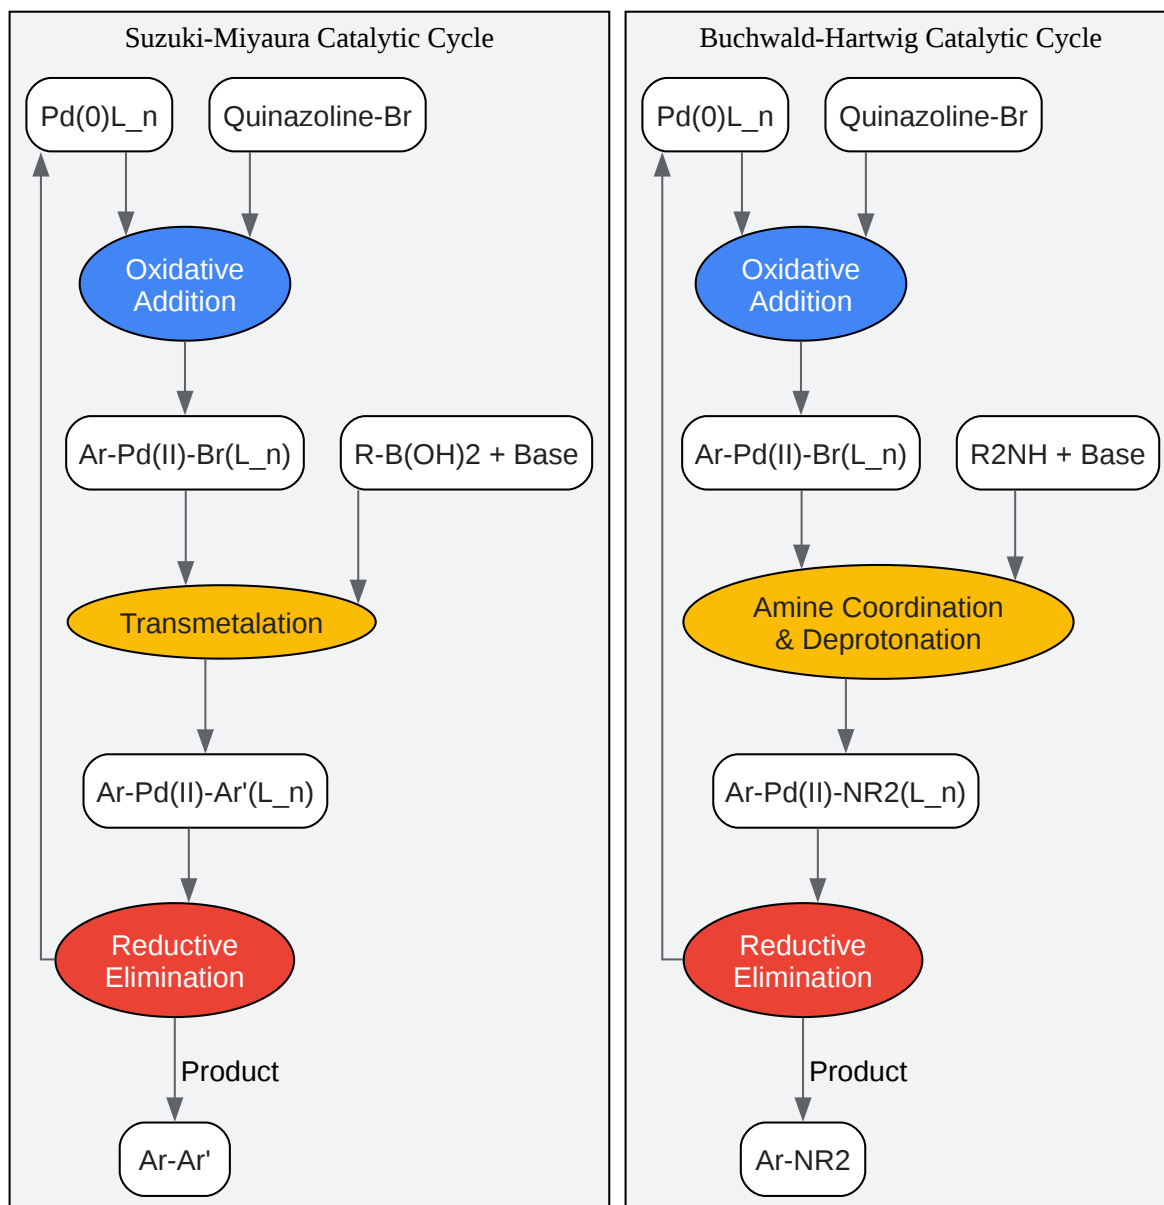 Suzuki-Miyaura Catalytic Cycle
Pd(0)L_n
Quinazoline-Br
Oxidative
Addition
Ar-Pd(II)-Br(L_n)
R-B(OH)2 + Base
Transmetalation
Ar-Pd(II)-Ar'(L_n)
Reductive
Elimination
Product
Ar-Ar'
Buchwald-Hartwig Catalytic Cycle
Pd(0)L_n
Quinazoline-Br
Oxidative
Addition
Ar-Pd(II)-Br(L_n)
R2NH + Base
Amine Coordination
& Deprotonation
Ar-Pd(II)-NR2(L_n)
Reductive
Elimination
Product
Ar-NR2